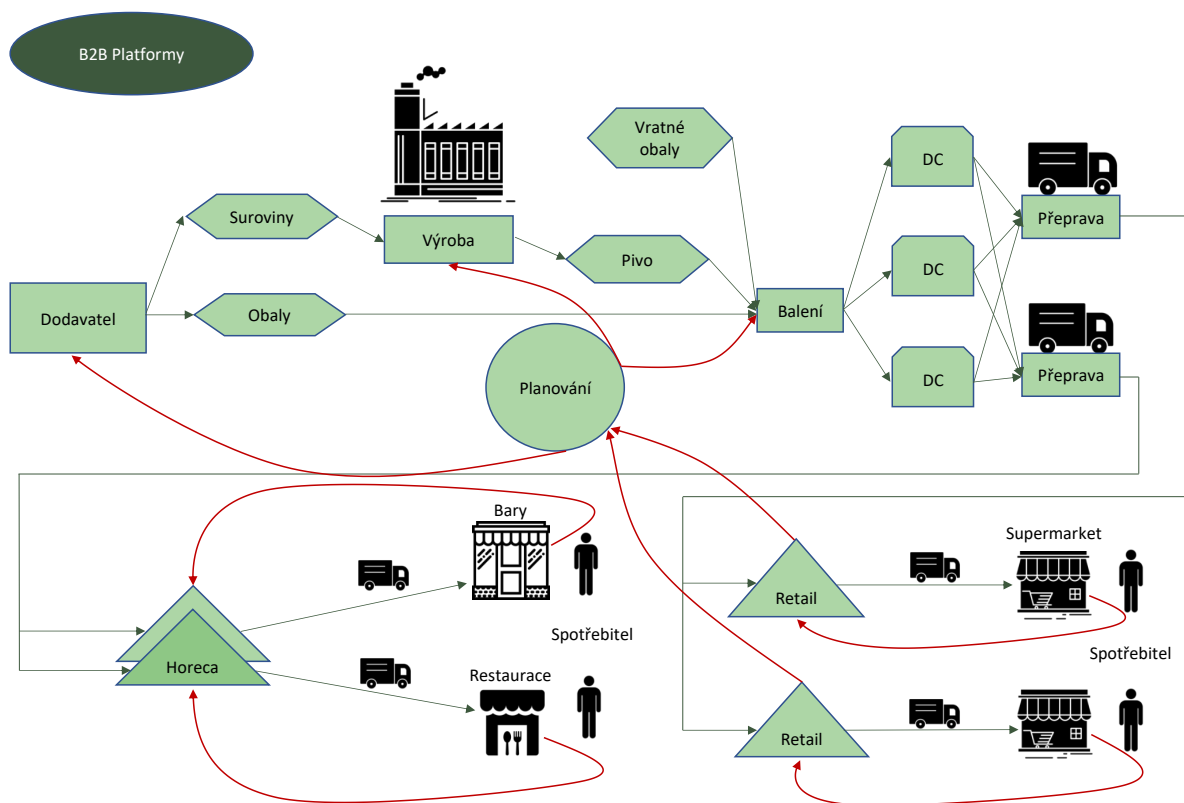 B2B Platformy
Vratné
obaly
DC
Suroviny
Výroba
Přeprava
Pivo
DC
Dodavatel
Obaly
Balení
Planování
DC
Přeprava
Bary
Supermarket
Retail
Spotřebitel
Horeca
Spotřebitel
Restaurace
Retail